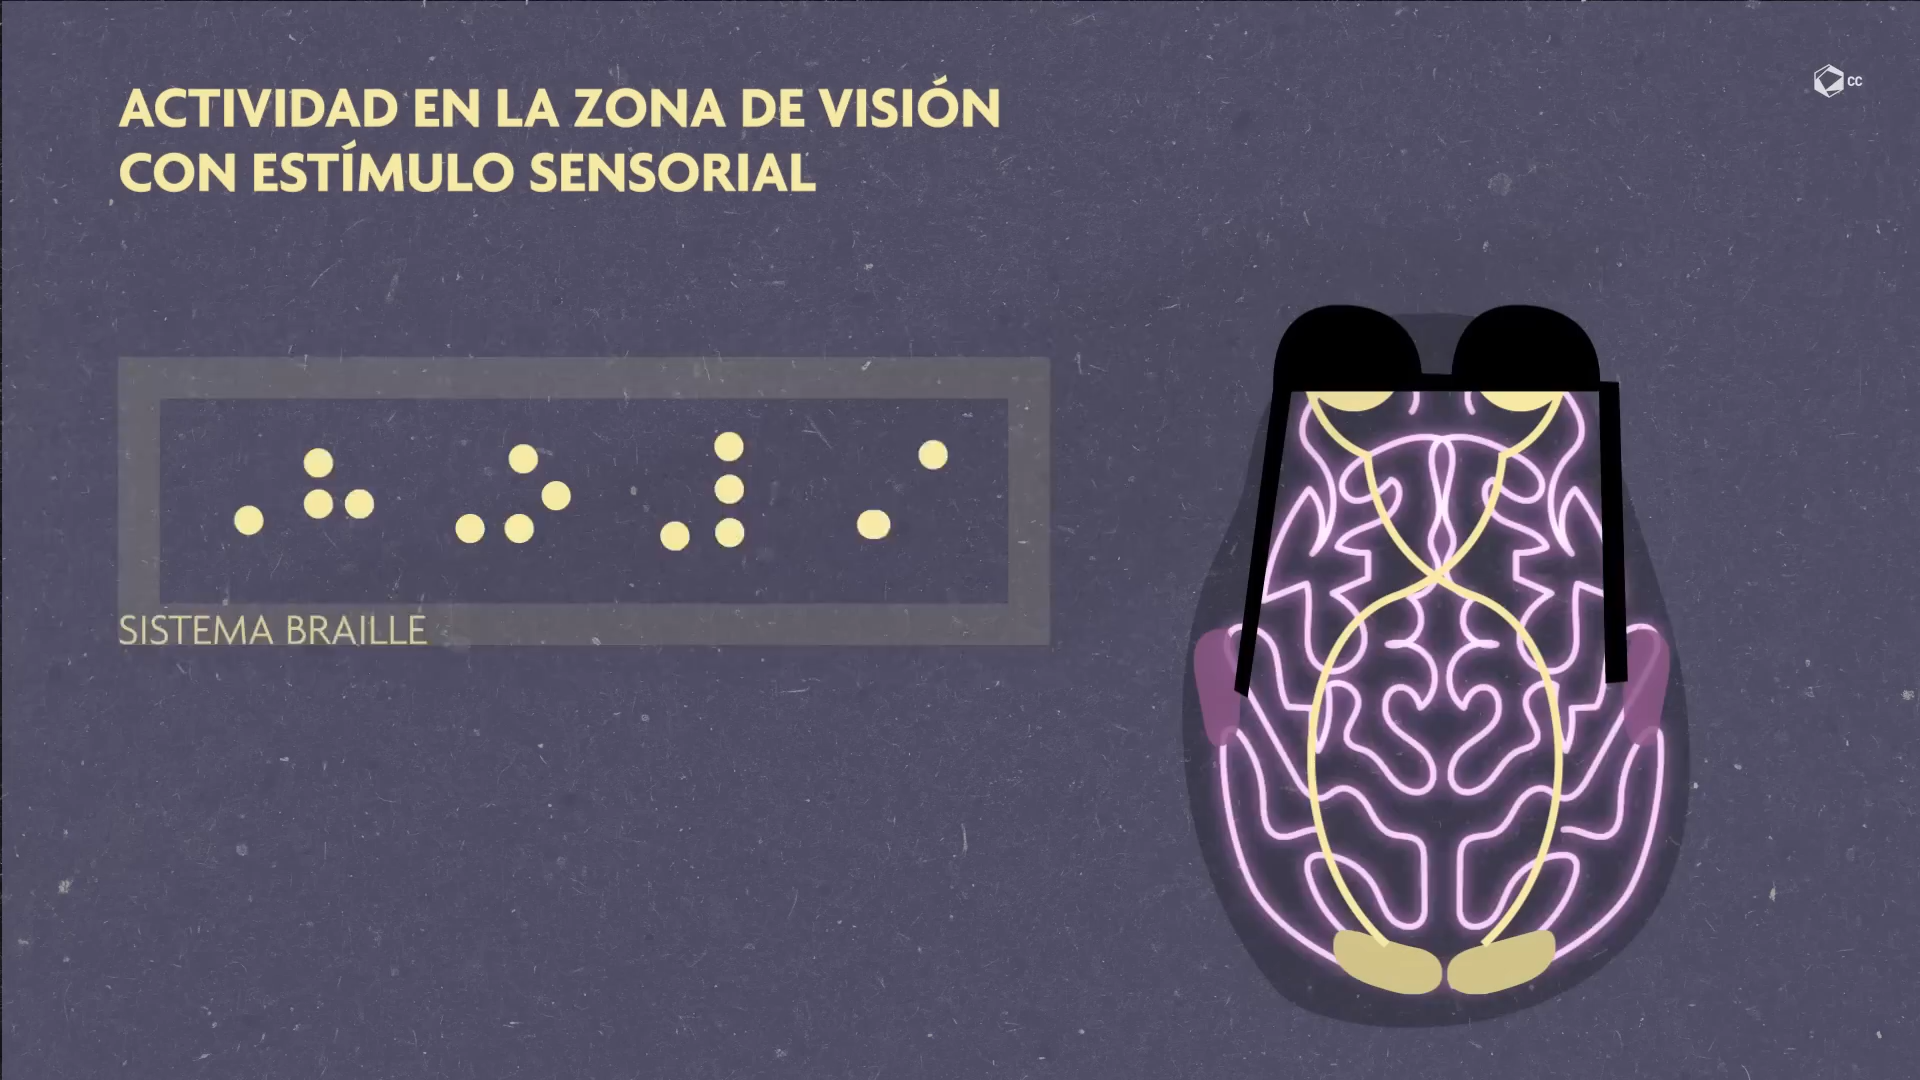 ACTIVIDAD EN LA ZONA DE VISIÓN
CON ESTÍMULO SENSORIAL
CC
SISTEMA BRAILLE